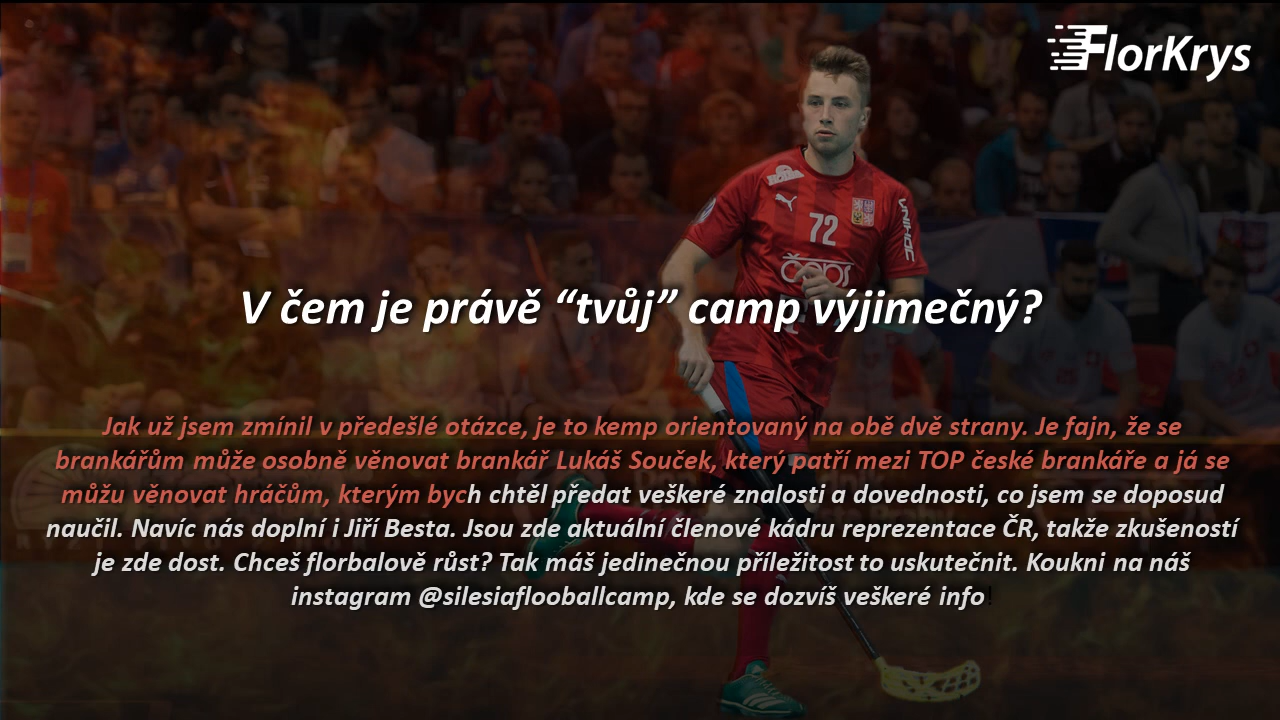 FlorKrys
72
UNIHOC
V čem je právě “tvůj” camp výjimečný?
Jak už jsem zmínil v předešlé otázce, je to kemp orientovaný na obě dvě strany. Je fajn, že se
brankářům může osobně věnovat brankář Lukáš Souček, který patří mezi TOP české brankáře a já se
můžu věnovat hráčům, kterým bych chtěl předat veškeré znalosti a dovednosti, co jsem se doposud
naučil. Navíc nás doplní i Jiří Besta. Jsou zde aktuální členové kádru reprezentace ČR, takže zkušeností
je zde dost. Chceš florbalově růst? Tak máš jedinečnou příležitost to uskutečnit. Koukni na náš
instagram @silesiaflooballcamp, kde se dozvíš veškeré info!